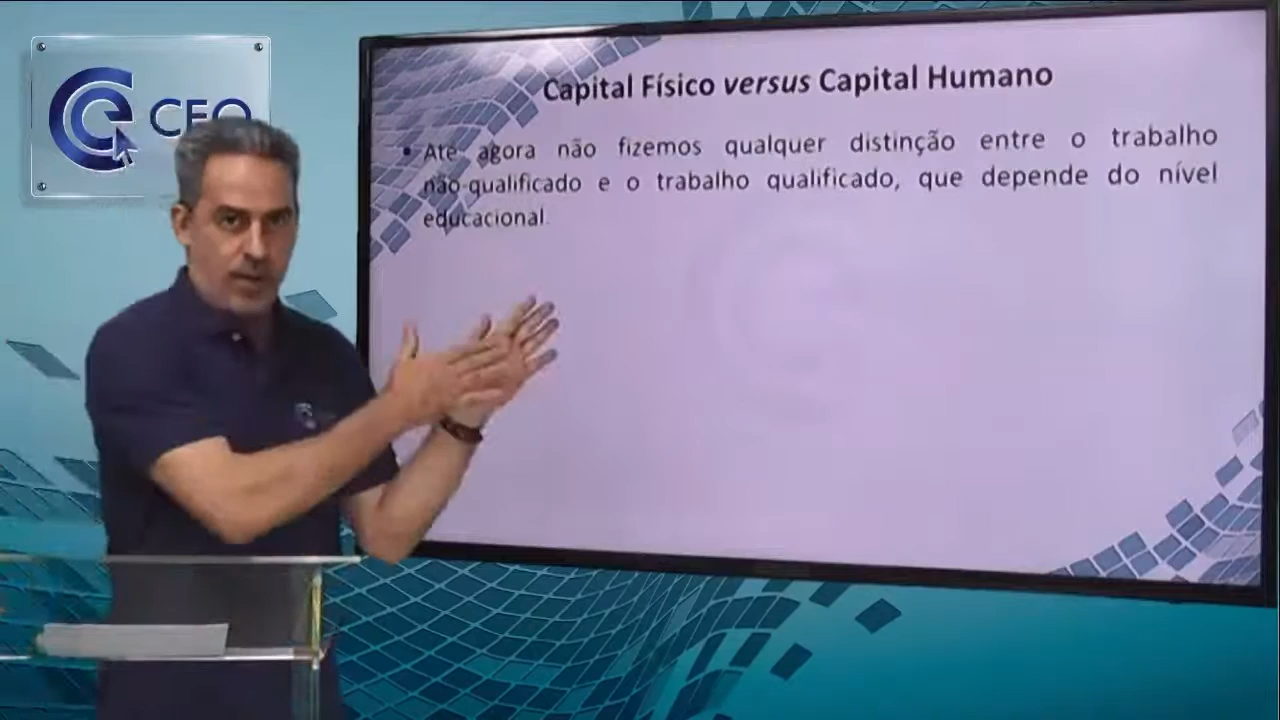 CEO
Capital Físico versus Capital Humano
• Até agora não fizemos qualquer distinção entre o trabalho
não-qualificado e o trabalho qualificado, que depende do nível
educacional.